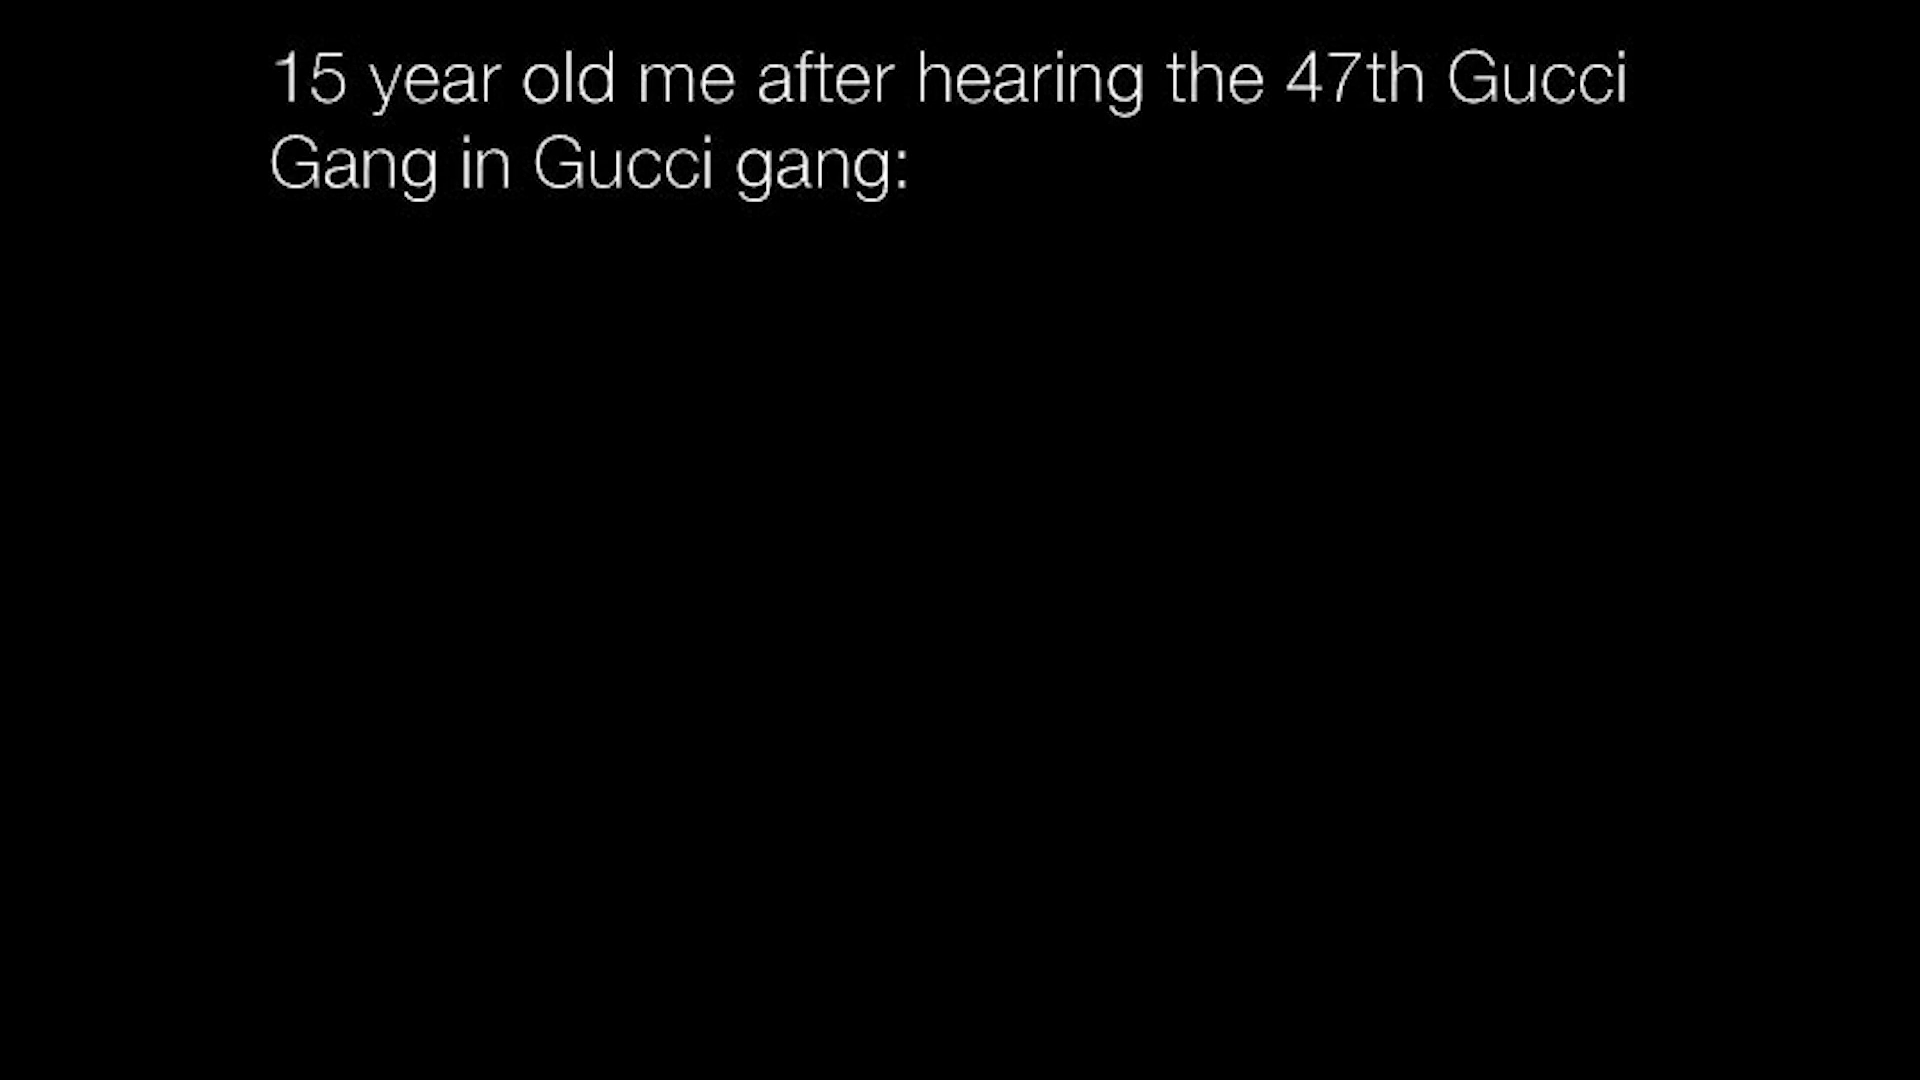 15 year old me after hearing the 47th Gucci
Gang in Gucci gang: